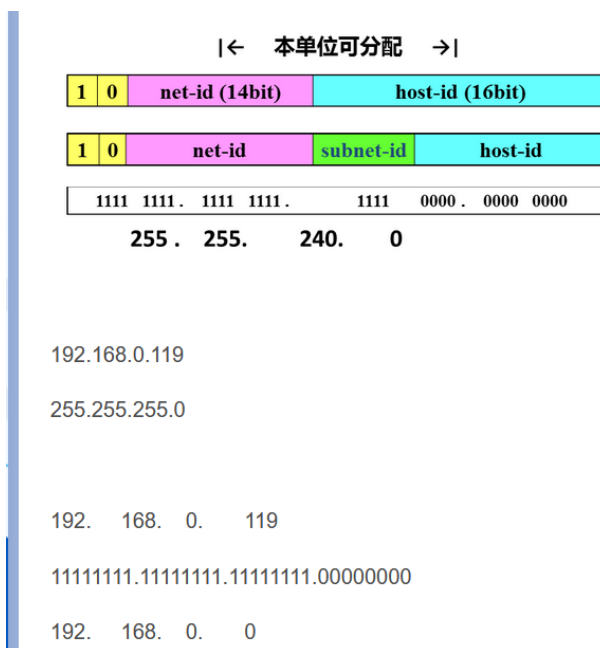 |← 本单位可分配 →|
1 0 net-id (14bit) host-id (16bit)
1 0 net-id subnet-id host-id
1111 1111 . 1111 1111 . 1111 0000 . 0000 0000
255 . 255. 240. 0
192.168.0.119
255.255.255.0
192. 168. 0. 119
11111111.11111111.11111111.00000000
192. 168. 0. 0